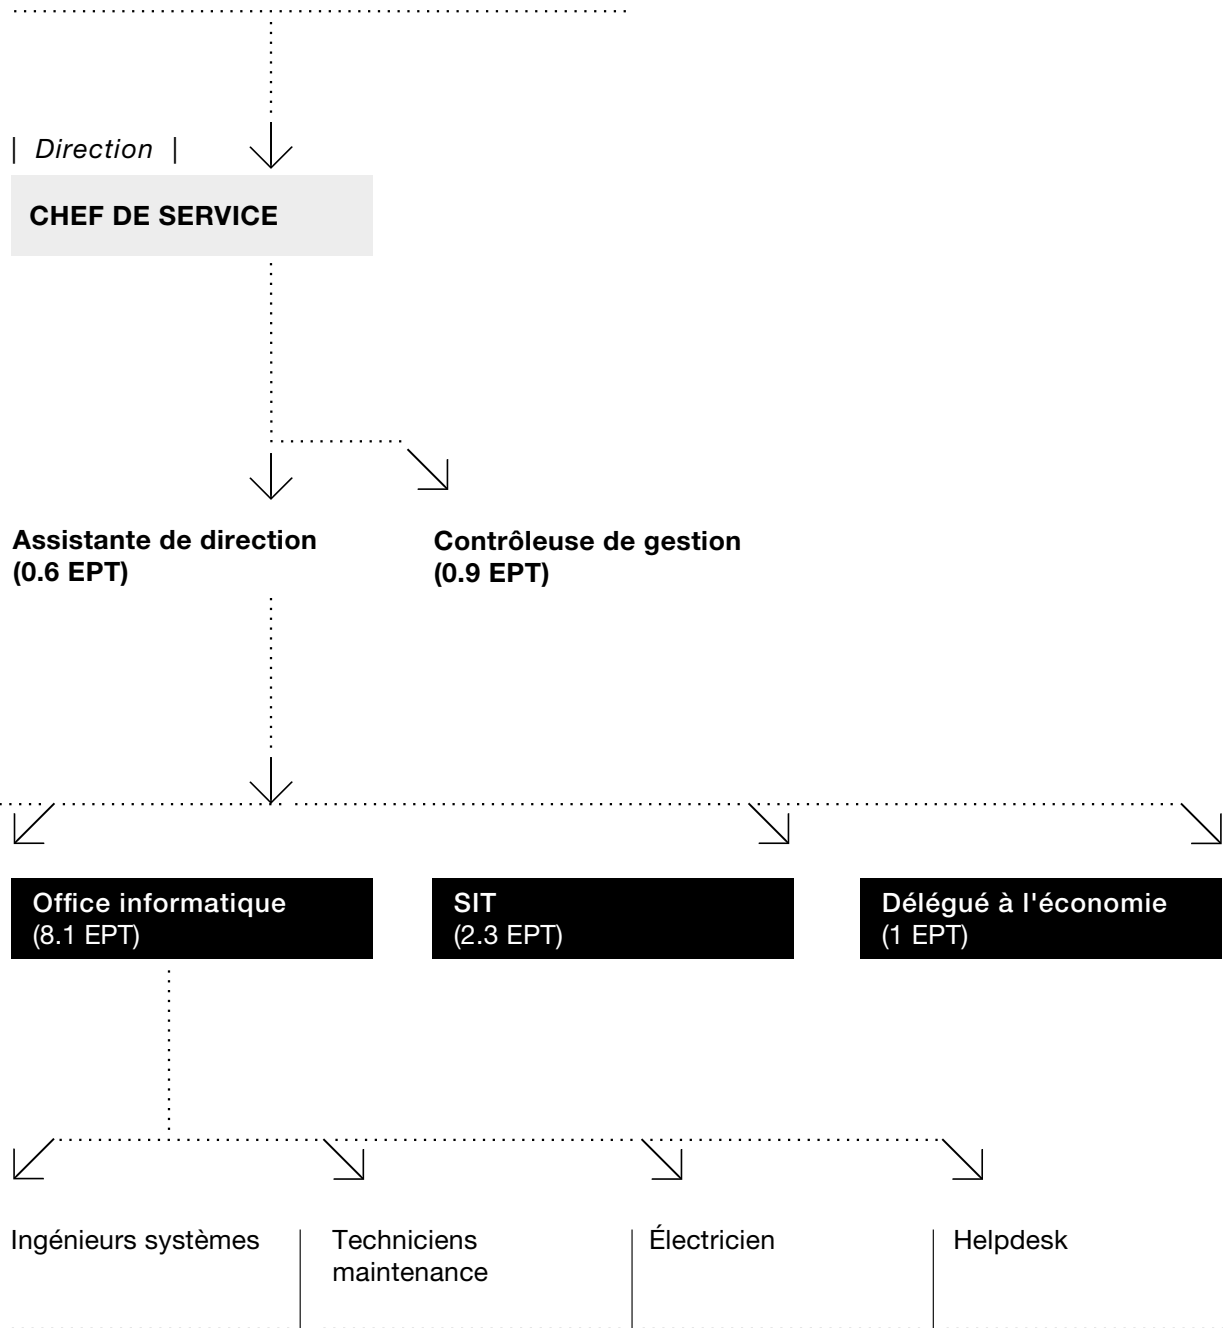 | Direction |
CHEF DE SERVICE
Assistante de direction
(0.6 EPT)
Contrôleuse de gestion
(0.9 EPT)
Office informatique
(8.1 EPT)
SIT
(2.3 EPT)
Délégué à l'économie
(1 EPT)
Ingénieurs systèmes
Techniciens
maintenance
Électricien
Helpdesk